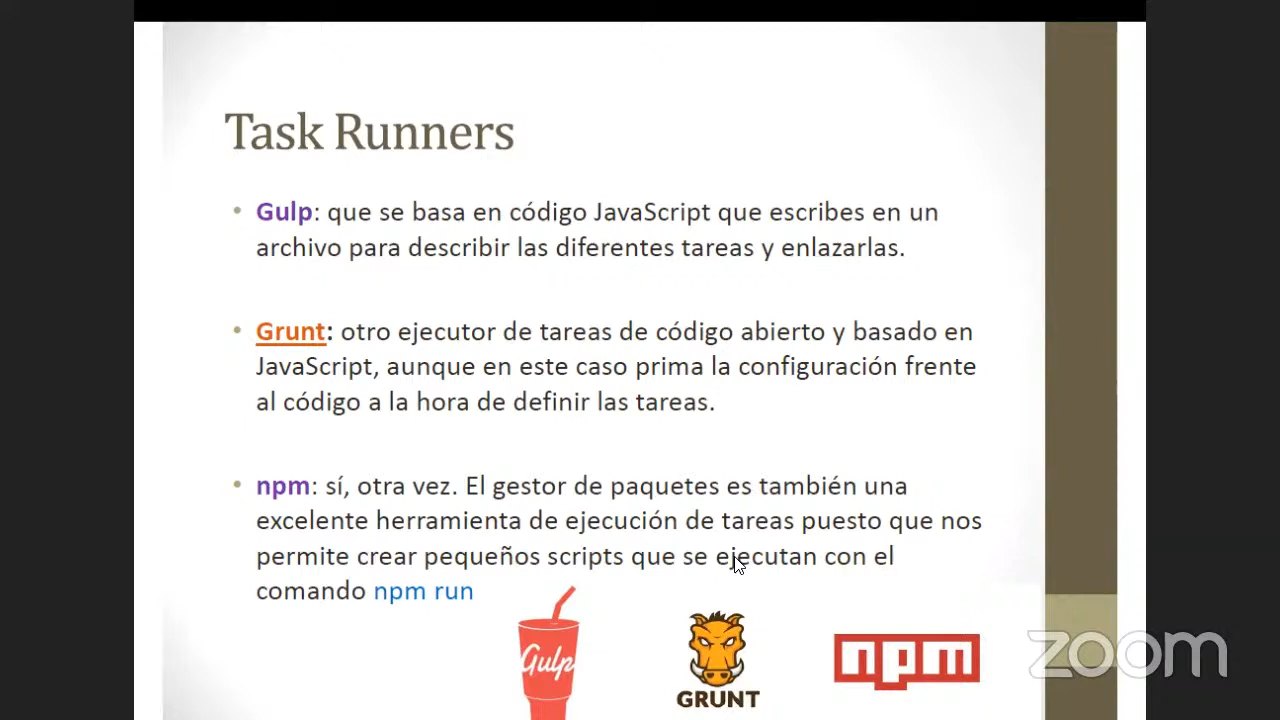 Task Runners
• Gulp: que se basa en código JavaScript que escribes en un
archivo para describir las diferentes tareas y enlazarlas.
• Grunt: otro ejecutor de tareas de código abierto y basado en
JavaScript, aunque en este caso prima la configuración frente
al código a la hora de definir las tareas.
• npm: sí, otra vez. El gestor de paquetes es también una
excelente herramienta de ejecución de tareas puesto que nos
permite crear pequeños scripts que se ejecutan con el
comando npm run
Gulp
GRUNT
npm
zoom